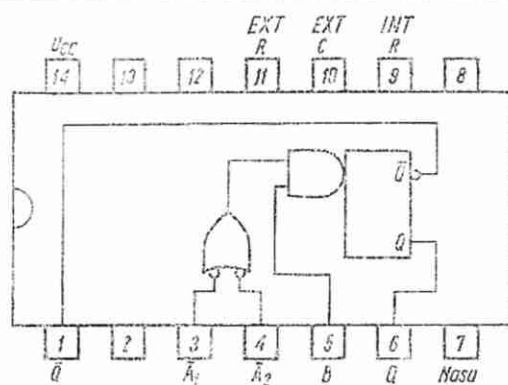 EXT EXT INT
Ucc R C R
14 13 12 11 10 9 8
Q̄
Q
1 2 3 4 5 6 7
Q̄ Ā1 Ā2 B Q Masa